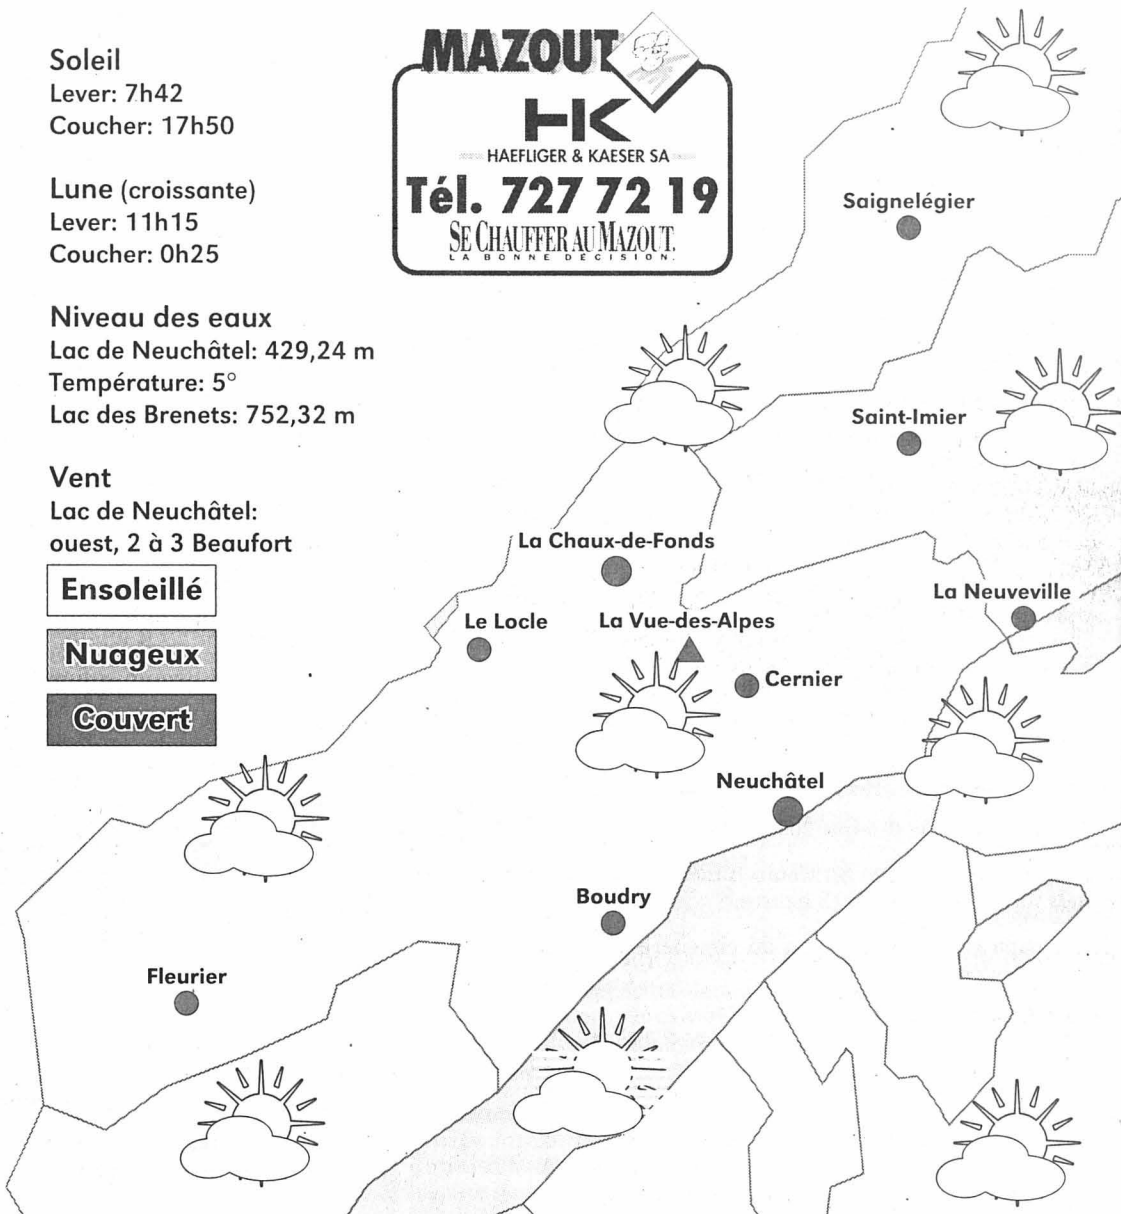 Soleil
Lever: 7h42
Coucher: 17h50
Lune (croissante)
Lever: 11h15
Coucher: 0h25
Niveau des eaux
Lac de Neuchâtel: 429,24 m
Température: 5°
Lac des Brenets: 752,32 m
Vent
Lac de Neuchâtel:
ouest, 2 à 3 Beaufort
Ensoleillé
Nuageux
Couvert
MAZOUT
HK
HAEFLIGER & KAESER SA
Tél. 727 72 19
SE CHAUFFER AU MAZOUT.
LA BONNE DÉCISION.
Saignelégier
Saint-Imier
La Chaux-de-Fonds
La Neuveville
Le Locle
La Vue-des-Alpes
Cernier
Neuchâtel
Boudry
Fleurier